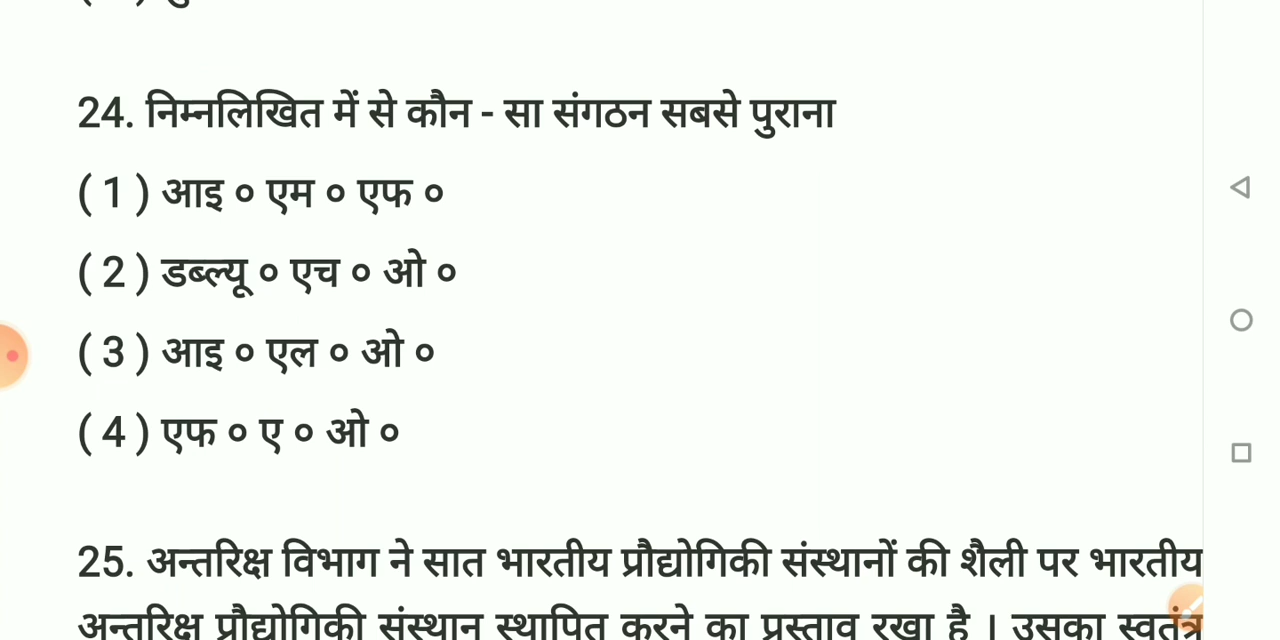 24. निम्नलिखित में से कौन - सा संगठन सबसे पुराना
( 1 ) आइ ० एम ० एफ ०
( 2 ) डब्ल्यू ० एच ० ओ ०
( 3 ) आइ ० एल ० ओ ०
( 4 ) एफ ० ए ० ओ ०
25. अन्तरिक्ष विभाग ने सात भारतीय प्रौद्योगिकी संस्थानों की शैली पर भारतीय
अन्तरिक्ष प्रौद्योगिकी संस्थान स्थापित करने का प्रस्ताव रखा है । उसका